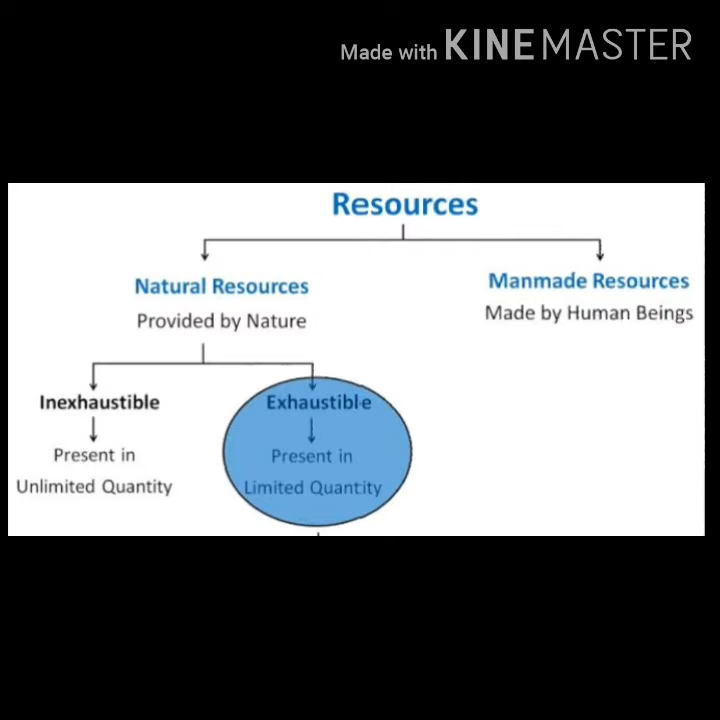 Made with KINEMASTER
Resources
Natural Resources
Manmade Resources
Provided by Nature
Made by Human Beings
Inexhaustible
Exhaustible
Present in
Unlimited Quantity
Present in
Limited Quantity